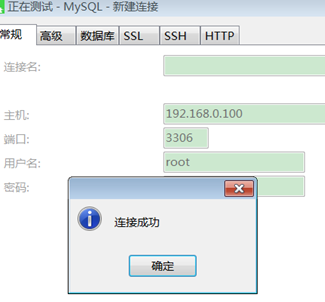 正在测试 - MySQL - 新建连接
常规 高级 数据库 SSL SSH HTTP
连接名:
主机: 192.168.0.100
端口: 3306
用户名: root
密码:
连接成功
确定